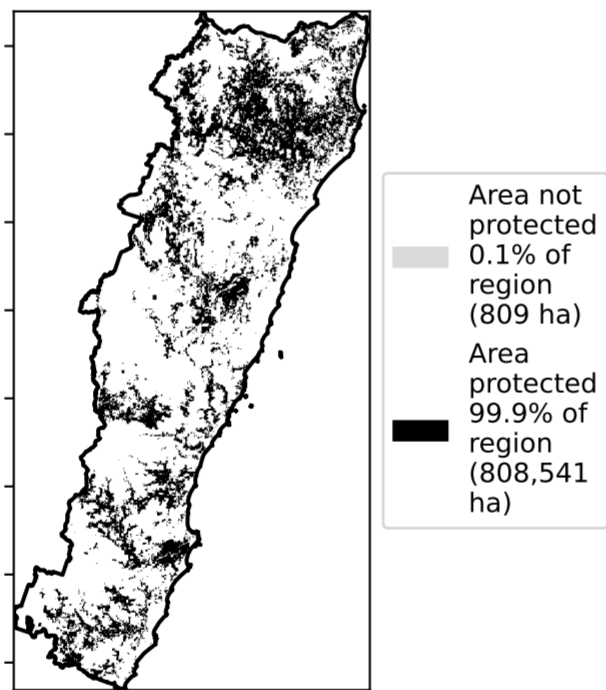 Area not
protected
0.1% of
region
(809 ha)
Area
protected
99.9% of
region
(808,541
ha)